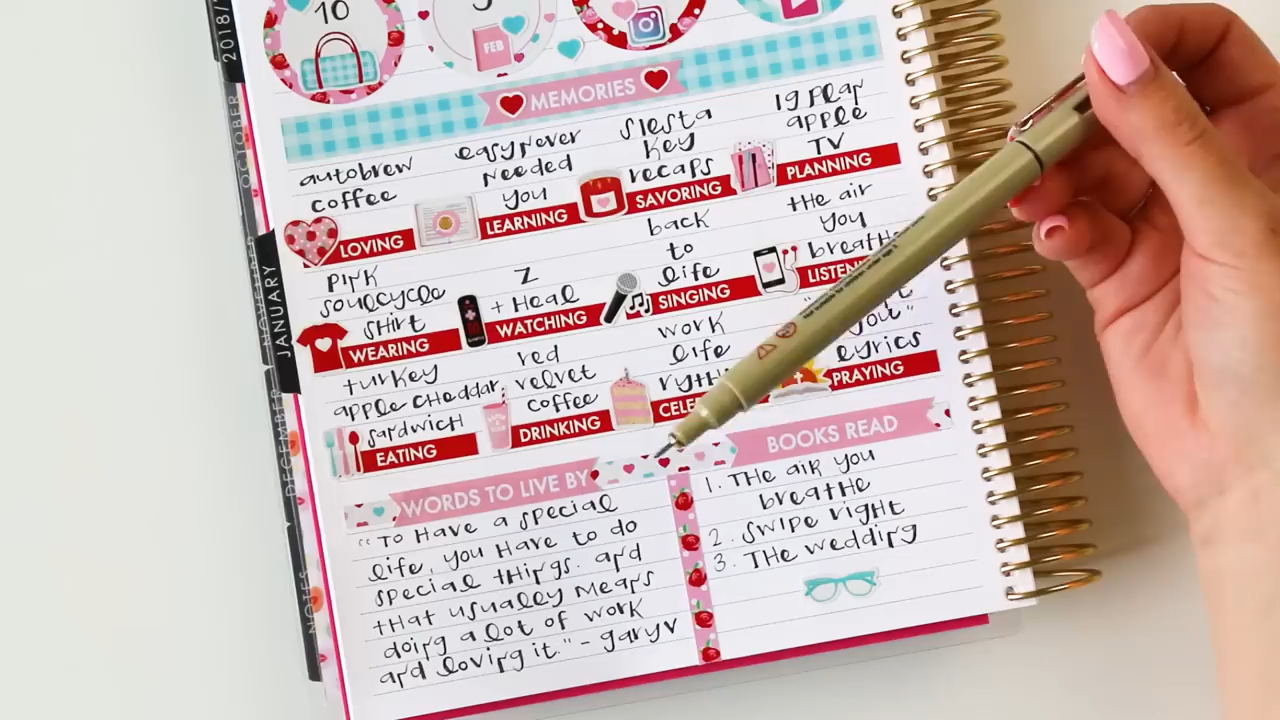 10
FEB
2018/
OCTOBER
NOVEMBER
DECEMBER
JANUARY
NOTES
MEMORIES
autobrew
coffee
LOVING
easy never
needed
you
LEARNING
siesta
key
recaps
SAVORING
19 plan
apple
TV
PLANNING
pink
soulcycle
shirt
WEARING
z
+ Heal
WATCHING
back
to
life
SINGING
the air
you
breathe
LISTEN
turkey
apple cheddar
sandwich
EATING
red
velvet
coffee
DRINKING
work
life
ryth
CELE
you"
lyrics
PRAYING
WORDS TO LIVE BY
"To Have a special
life, you Have to do
special things. and
that usually means
doing a lot of work
and loving it." - garyv
BOOKS READ
1. THe air you
breatHe
2. swipe right
3. THe wedding